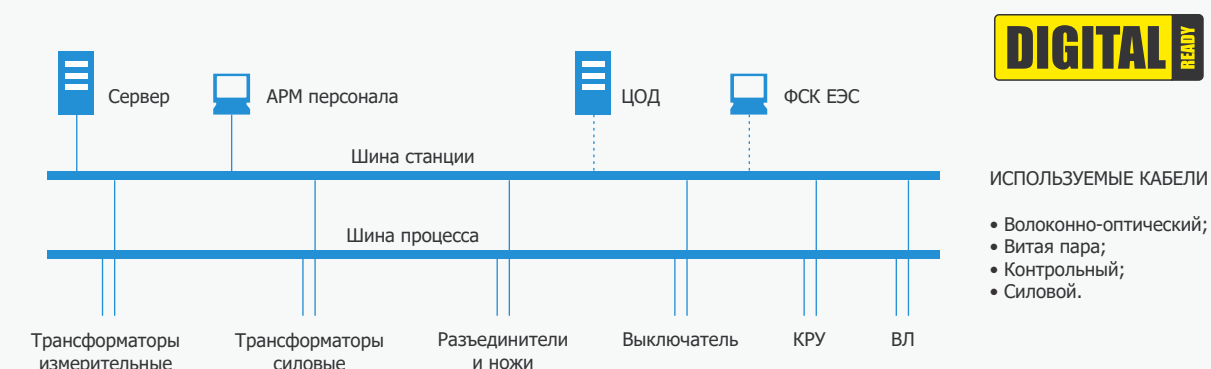 DIGITAL READY
Сервер
АРМ персонала
ЦОД
ФСК ЕЭС
Шина станции
Шина процесса
Трансформаторы
измерительные
Трансформаторы
силовые
Разъединители
и ножи
Выключатель
КРУ
ВЛ
ИСПОЛЬЗУЕМЫЕ КАБЕЛИ
• Волоконно-оптический;
• Витая пара;
• Контрольный;
• Силовой.